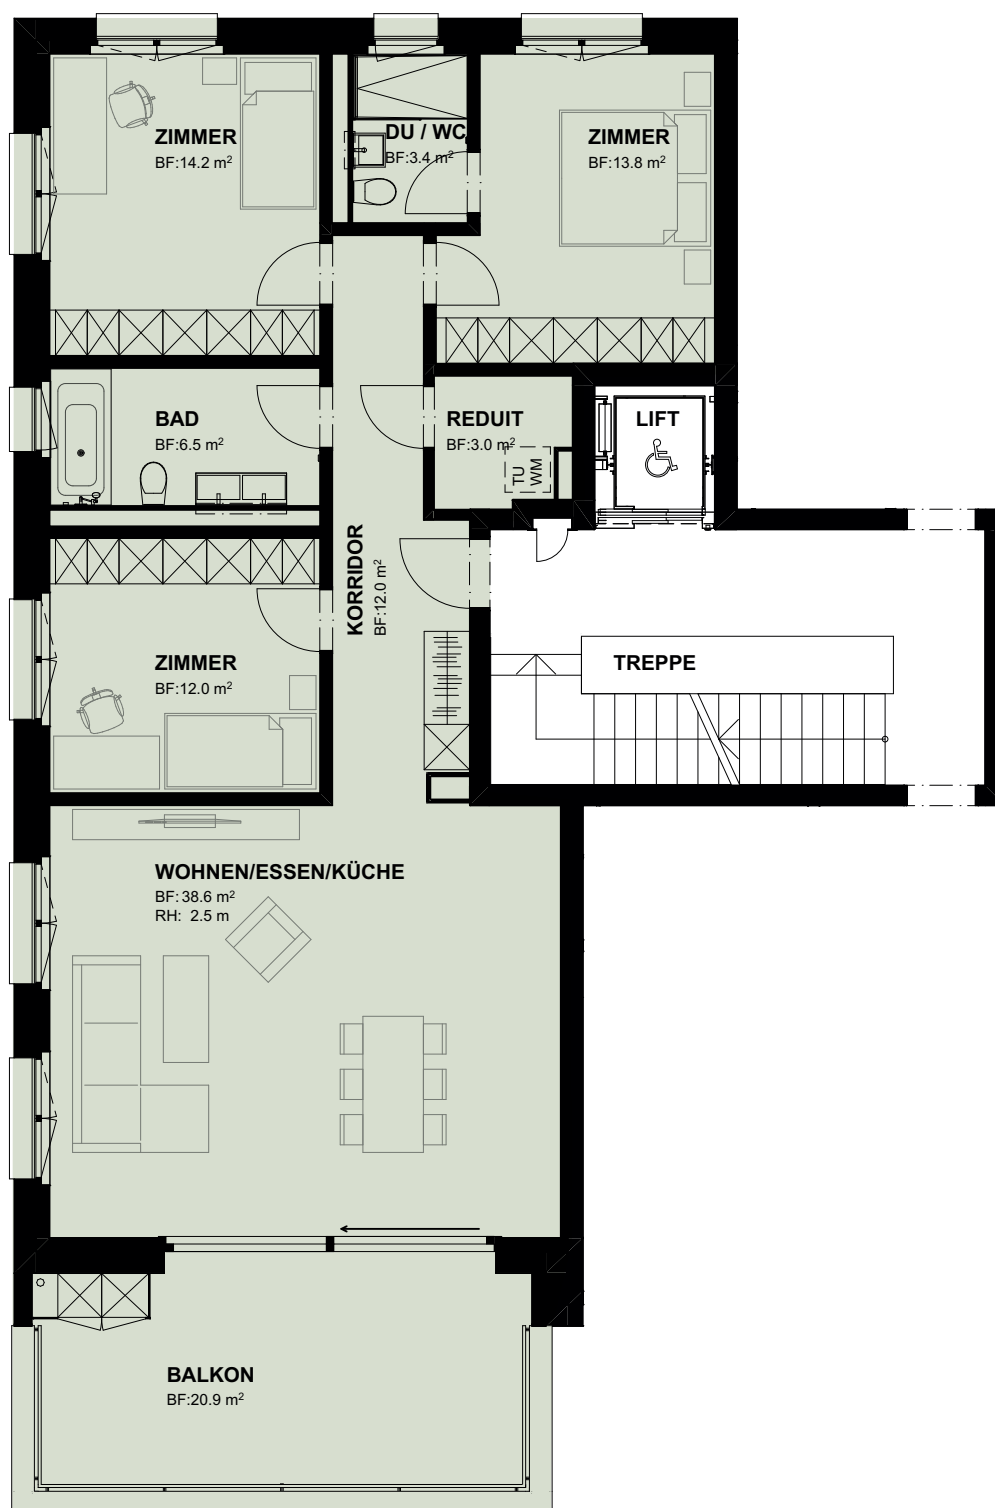 ZIMMER
BF:14.2 m²
DU / WC
BF:3.4 m²
ZIMMER
BF:13.8 m²
BAD
BF:6.5 m²
REDUIT
BF:3.0 m²
TU
WM
LIFT
KORRIDOR
BF:12.0 m²
ZIMMER
BF:12.0 m²
TREPPE
WOHNEN/ESSEN/KÜCHE
BF: 38.6 m²
RH: 2.5 m
BALKON
BF:20.9 m²